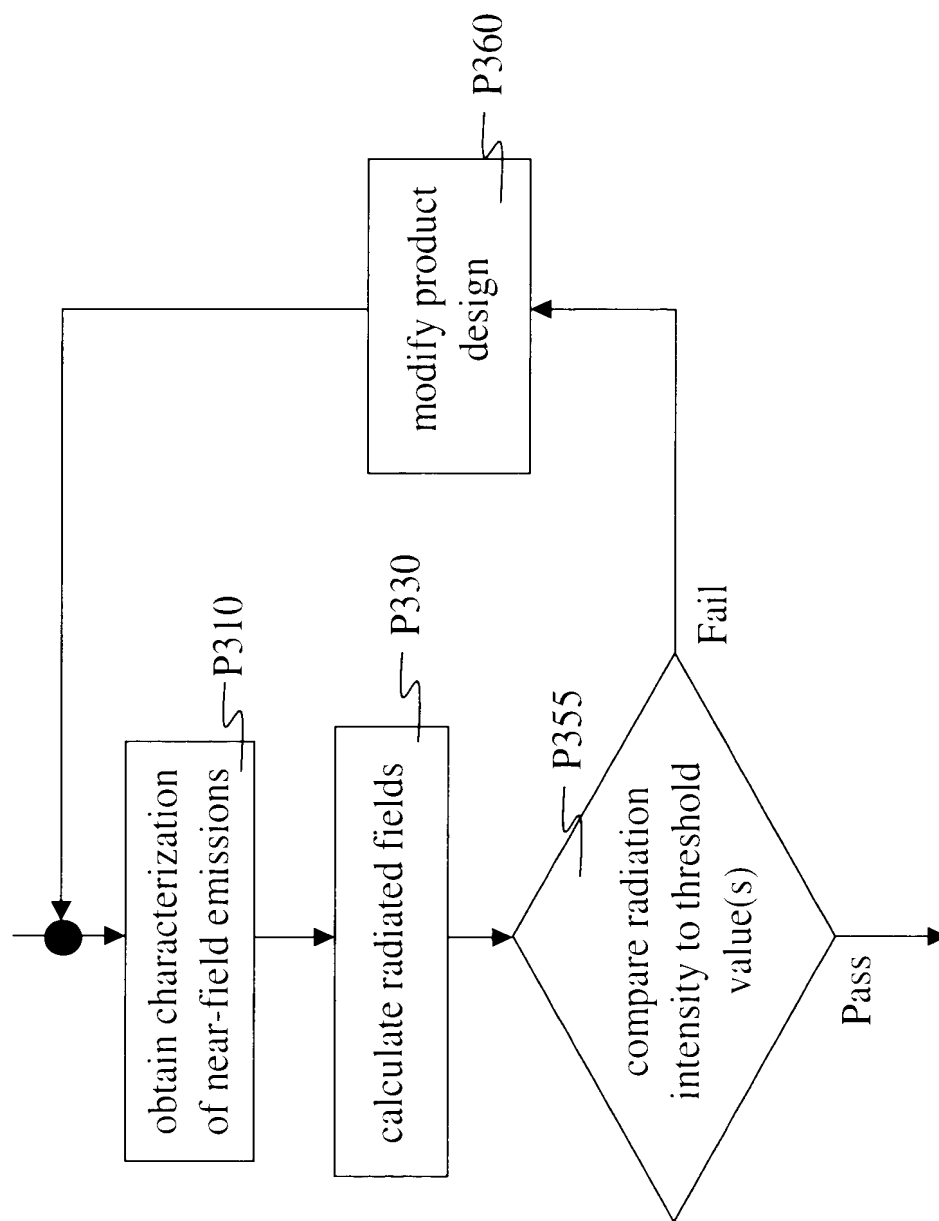 obtain characterization
of near-field emissions
P310
calculate radiated fields
P330
compare radiation
intensity to threshold
value(s)
P355
Pass
Fail
modify product
design
P360